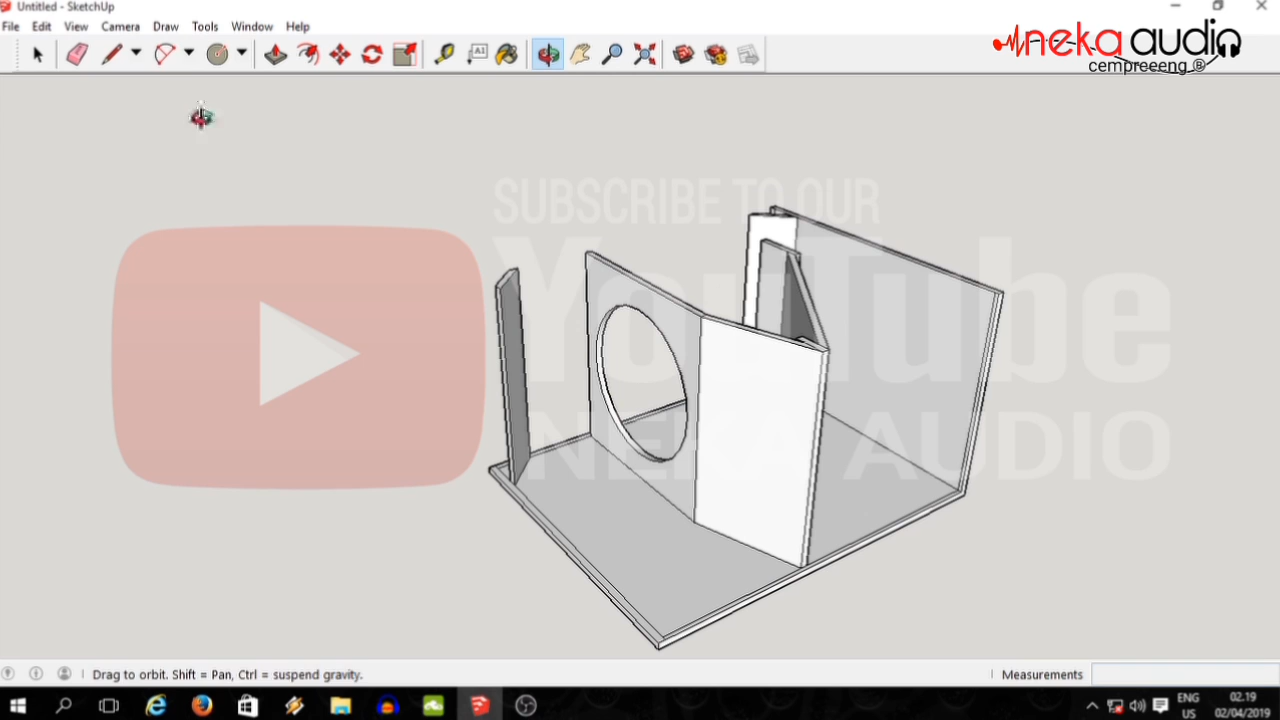 Untitled - SketchUp
File Edit View Camera Draw Tools Window Help
A1
neka audio
cempreeeng ®
SUBSCRIBE TO OUR
YouTube
NEKA AUDIO
Drag to orbit. Shift = Pan, Ctrl = suspend gravity.
Measurements
ENG
US
02.19
02/04/2019